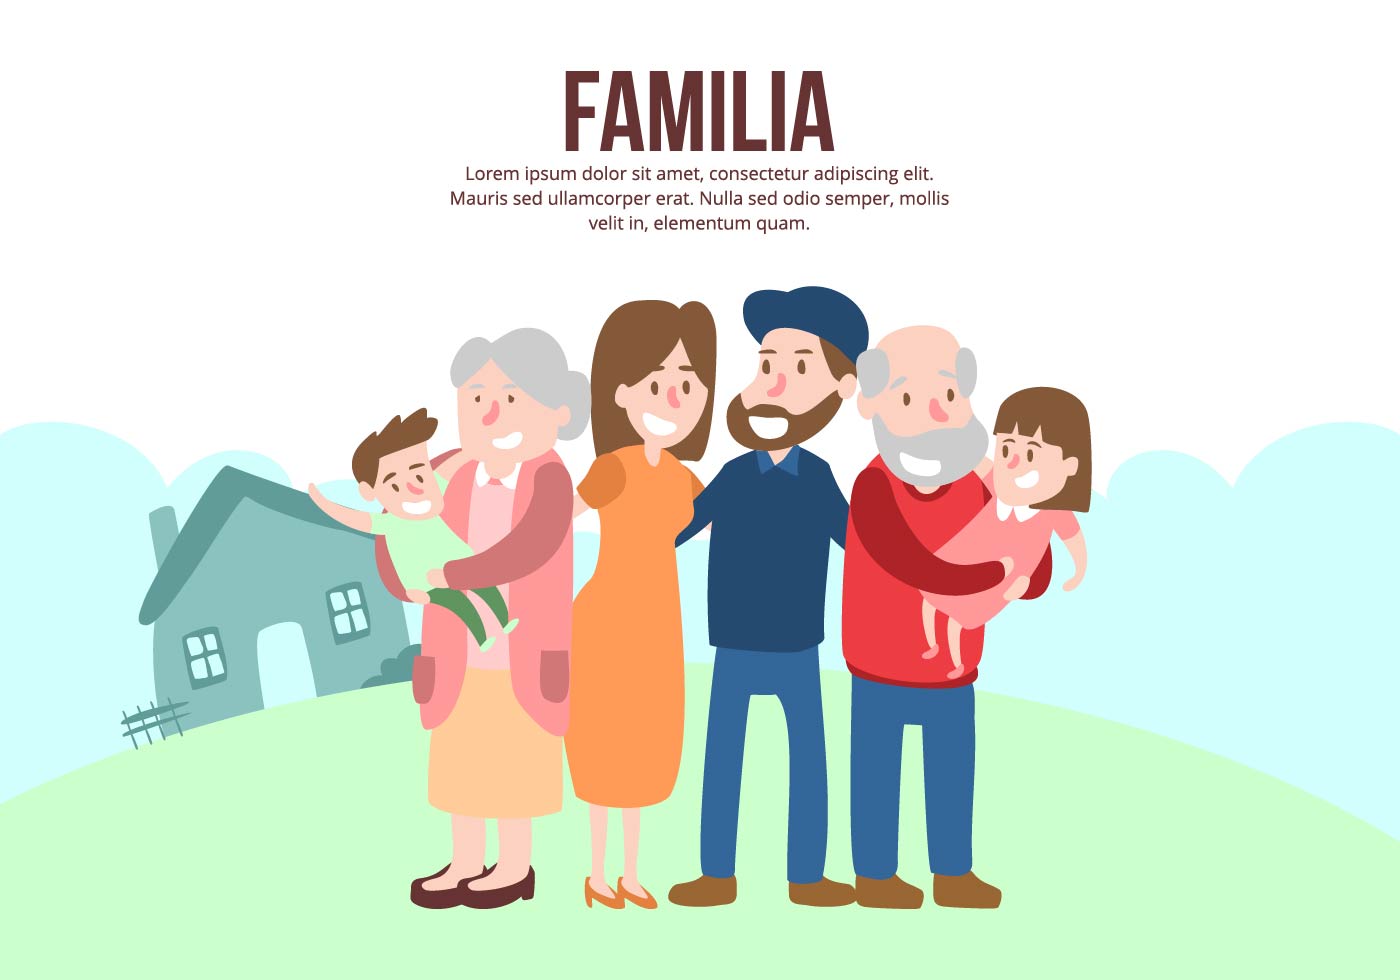 FAMILIA
Lorem ipsum dolor sit amet, consectetur adipiscing elit.
Mauris sed ullamcorper erat. Nulla sed odio semper, mollis
velit in, elementum quam.